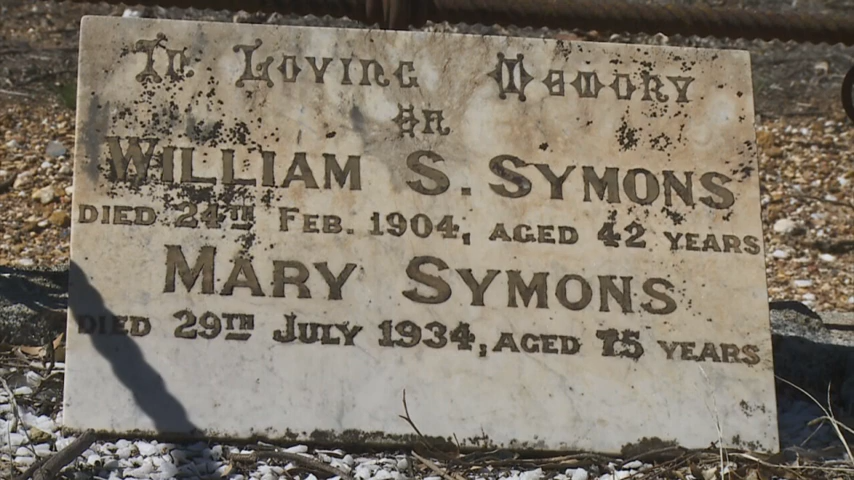 To Loving Memory
OF
WILLIAM S. SYMONS
DIED 24TH FEB. 1904, AGED 42 YEARS
MARY SYMONS
DIED 29TH JULY 1934, AGED 75 YEARS